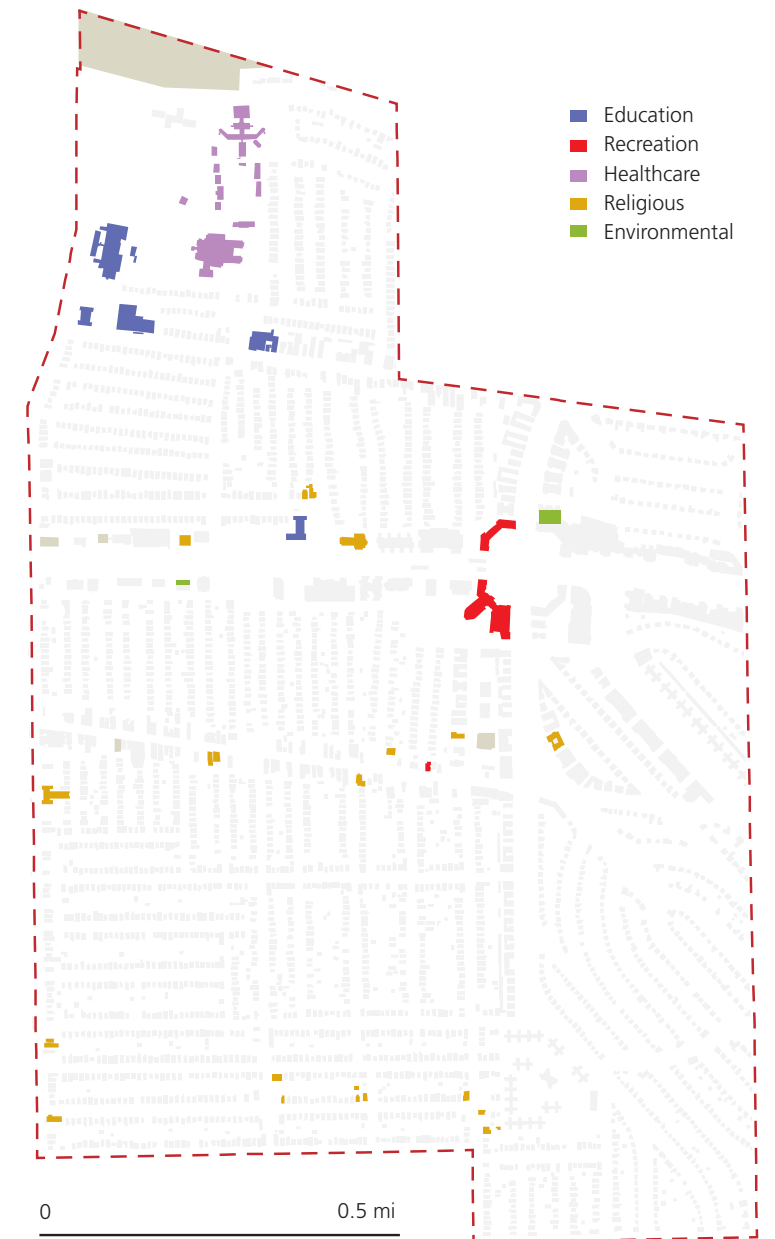 Education
Recreation
Healthcare
Religious
Environmental
0 0.5 mi